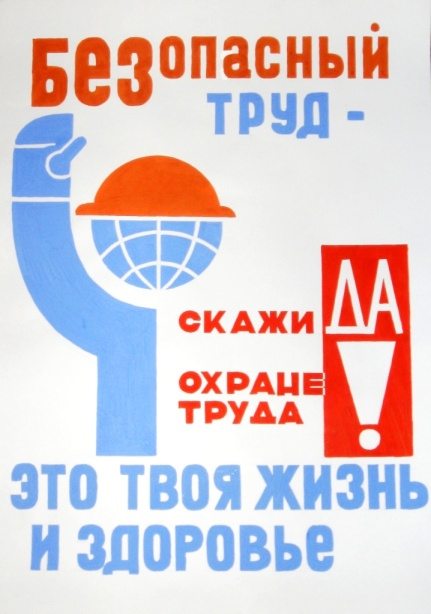 Безопасный
труд -
скажи ДА
!
охране
труда
это твоя жизнь
и здоровье